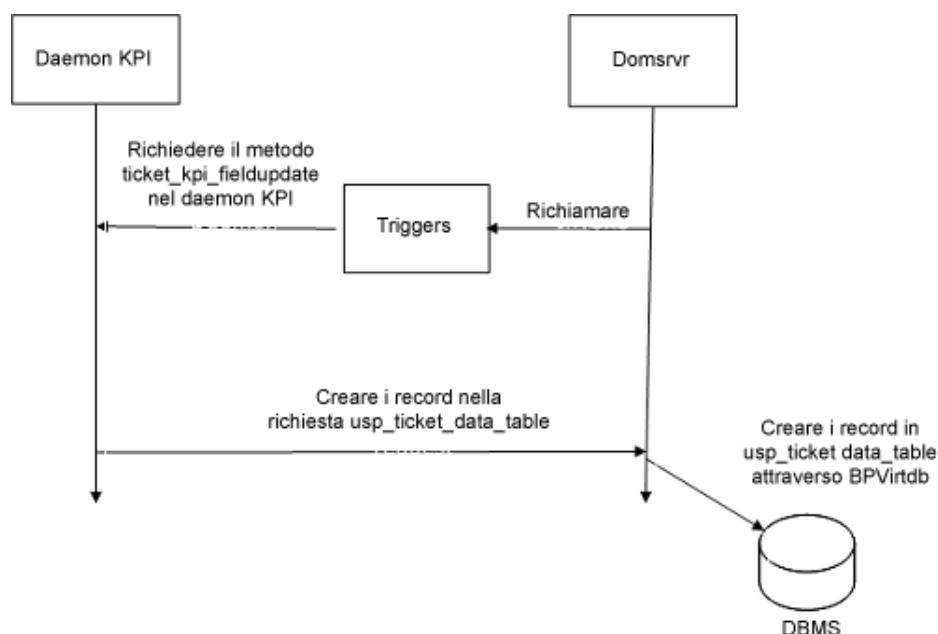 Daemon KPI
Domsrvr
Richiedere il metodo
ticket_kpi_fieldupdate
nel daemon KPI
Triggers
Richiamare
Creare i record nella
richiesta usp_ticket_data_table
Creare i record in
usp_ticket data_table
attraverso BPVirtdb
DBMS